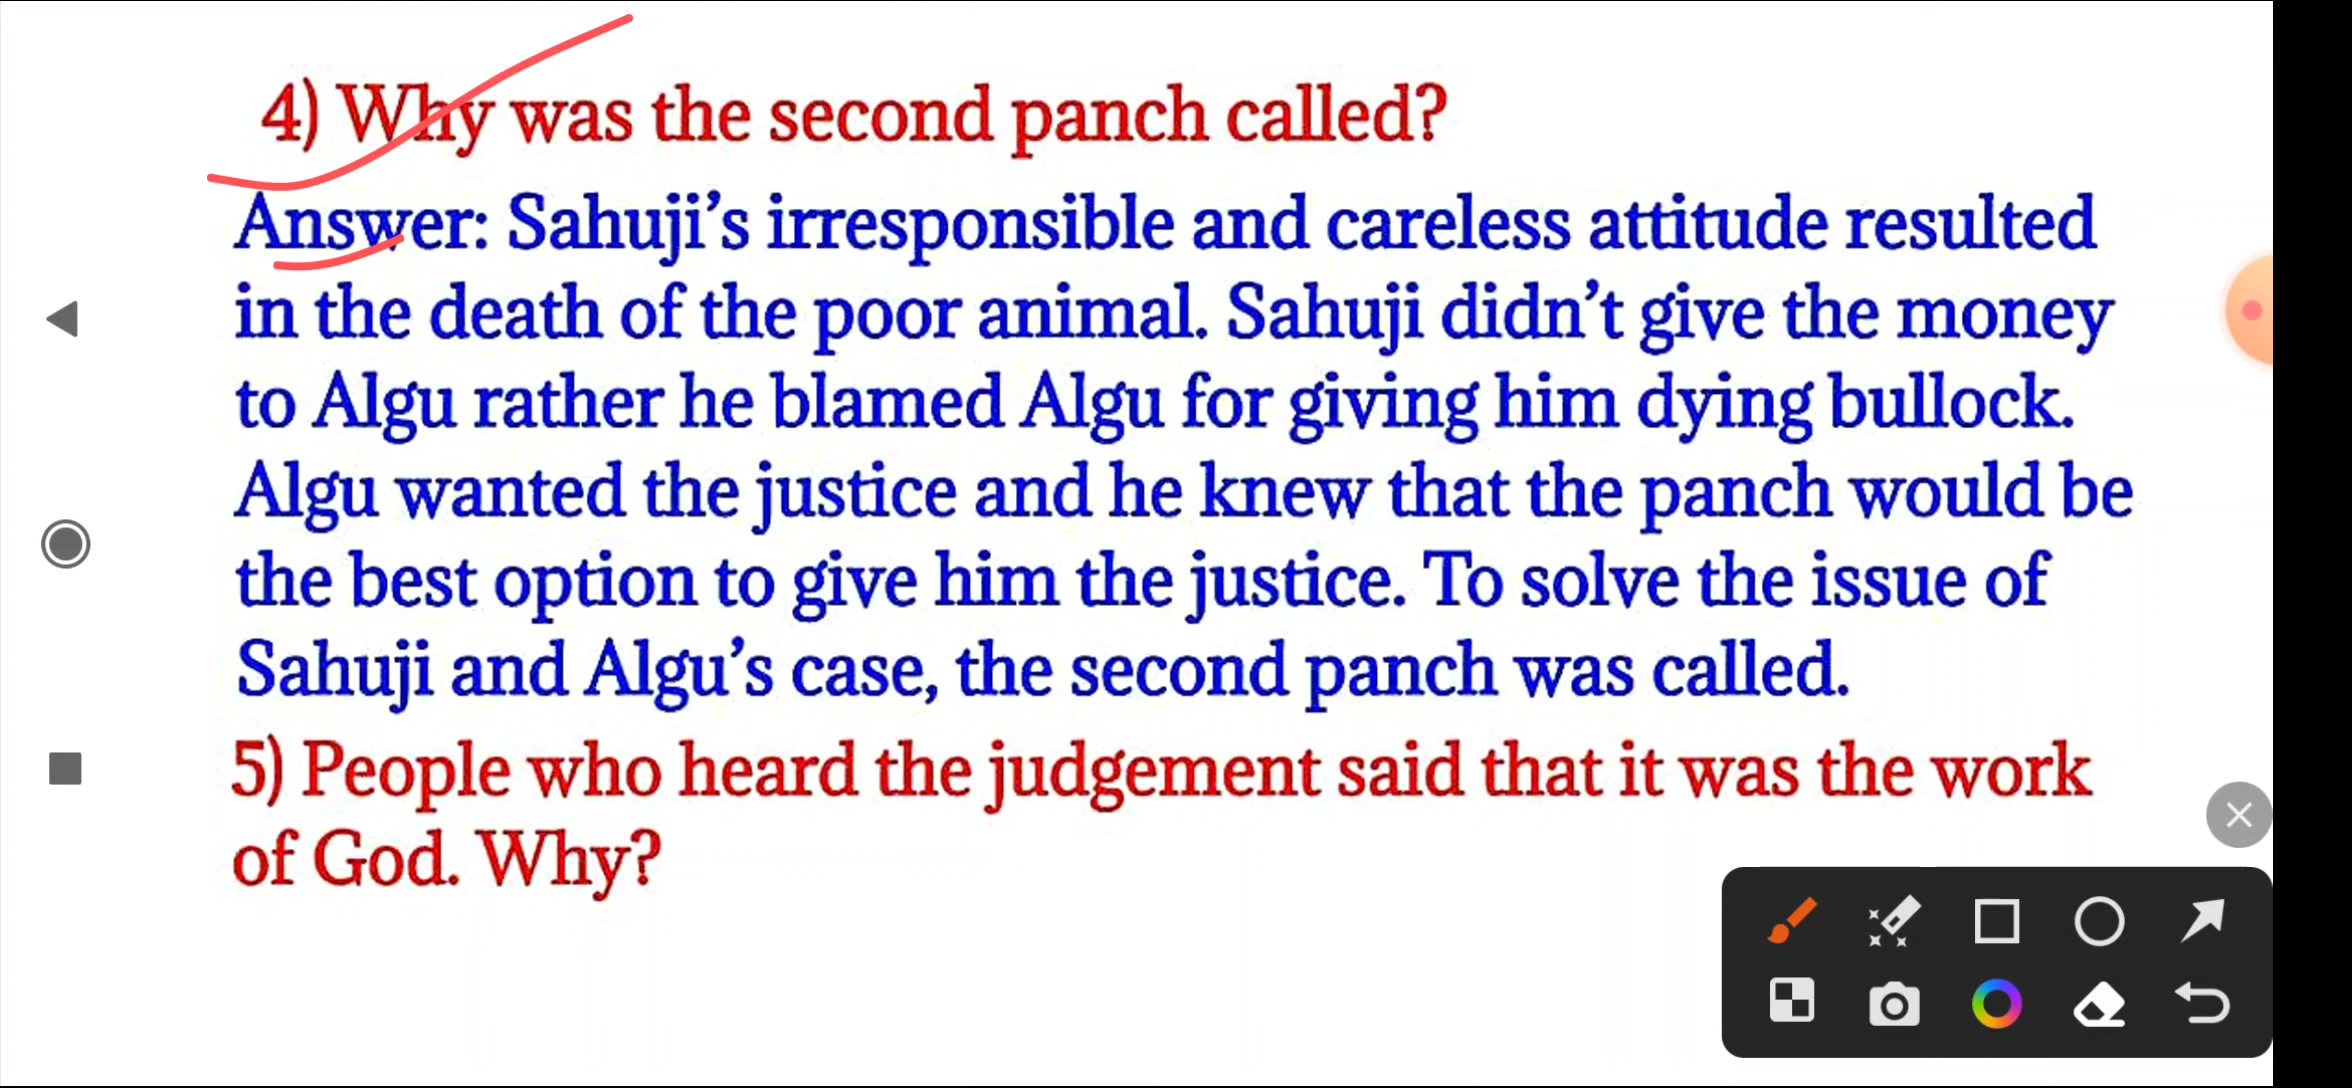 4) Why was the second panch called?
Answer: Sahuji’s irresponsible and careless attitude resulted
in the death of the poor animal. Sahuji didn’t give the money
to Algu rather he blamed Algu for giving him dying bullock.
Algu wanted the justice and he knew that the panch would be
the best option to give him the justice. To solve the issue of
Sahuji and Algu’s case, the second panch was called.
5) People who heard the judgement said that it was the work
of God. Why?